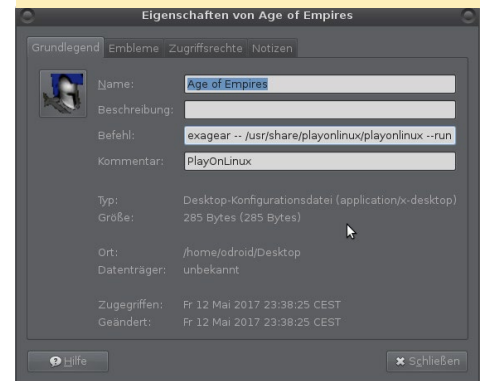 Eigenschaften von Age of Empires
Grundlegend Embleme Zugriffsrechte Notizen
Name: Age of Empires
Beschreibung:
Befehl: exagear -- /usr/share/playonlinux/playonlinux --run
Kommentar: PlayOnLinux
Typ: Desktop-Konfigurationsdatei (application/x-desktop)
Größe: 285 Bytes (285 Bytes)
Ort: /home/odroid/Desktop
Datenträger: unbekannt
Zugegriffen: Fr 12 Mai 2017 23:38:25 CEST
Geändert: Fr 12 Mai 2017 23:38:25 CEST
Hilfe Schließen